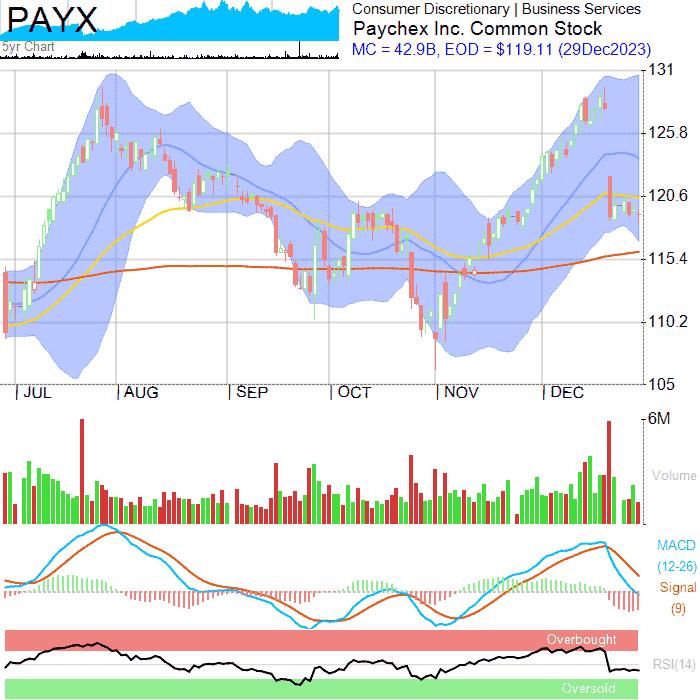 PAYX
5yr Chart
Consumer Discretionary | Business Services
Paychex Inc. Common Stock
MC = 42.9B, EOD = $119.11 (29Dec2023)
131
125.8
120.6
115.4
110.2
105
JUL
AUG
SEP
OCT
NOV
DEC
6M
Volume
MACD
(12-26)
Signal
(9)
Overbought
RSI(14)
Oversold